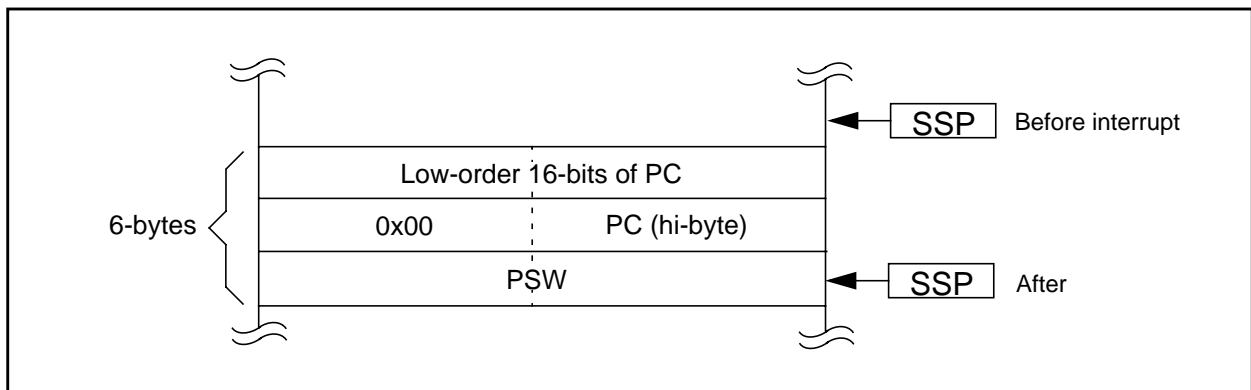 SSP Before interrupt
Low-order 16-bits of PC
6-bytes 0x00 PC (hi-byte)
PSW SSP After